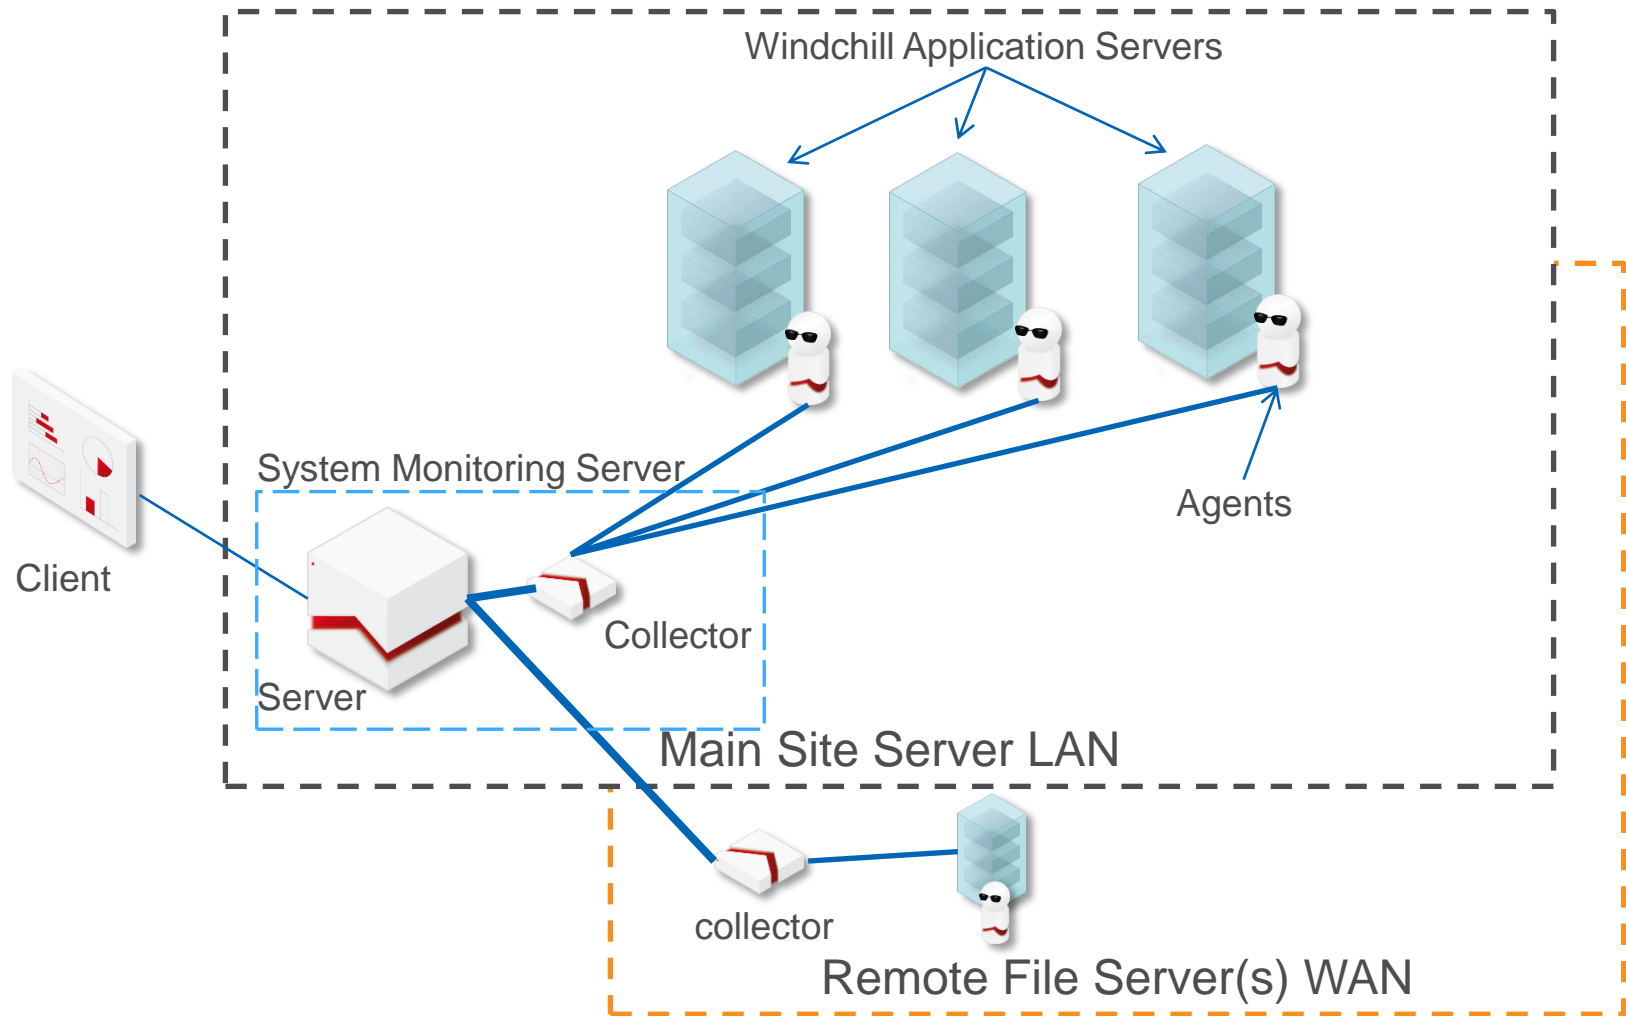 Windchill Application Servers
System Monitoring Server
Agents
Client
Collector
Server
Main Site Server LAN
collector
Remote File Server(s) WAN